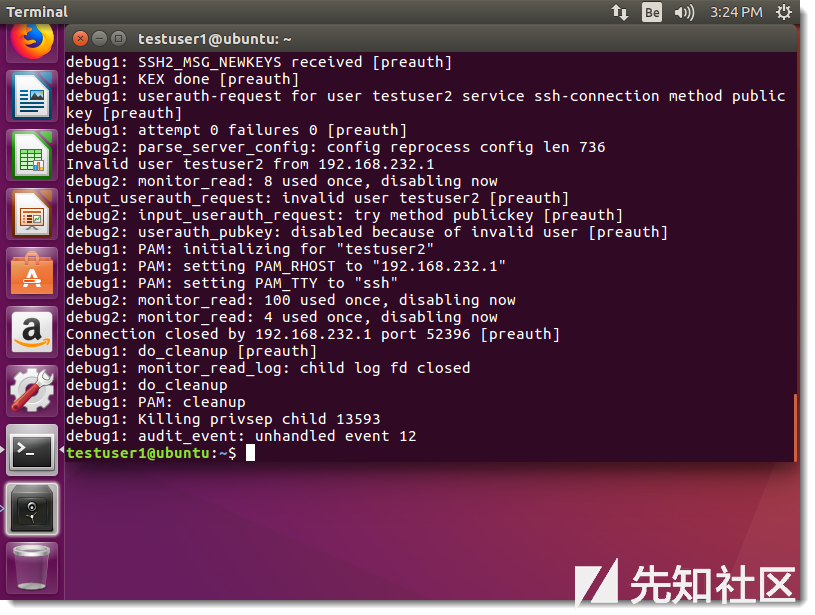 Terminal
Be
3:24 PM
testuser1@ubuntu: ~
debug1: SSH2_MSG_NEWKEYS received [preauth]
debug1: KEX done [preauth]
debug1: userauth-request for user testuser2 service ssh-connection method public
key [preauth]
debug1: attempt 0 failures 0 [preauth]
debug2: parse_server_config: config reprocess config len 736
Invalid user testuser2 from 192.168.232.1
debug2: monitor_read: 8 used once, disabling now
input_userauth_request: invalid user testuser2 [preauth]
debug2: input_userauth_request: try method publickey [preauth]
debug2: userauth_pubkey: disabled because of invalid user [preauth]
debug1: PAM: initializing for "testuser2"
debug1: PAM: setting PAM_RHOST to "192.168.232.1"
debug1: PAM: setting PAM_TTY to "ssh"
debug2: monitor_read: 100 used once, disabling now
debug2: monitor_read: 4 used once, disabling now
Connection closed by 192.168.232.1 port 52396 [preauth]
debug1: do_cleanup [preauth]
debug1: monitor_read_log: child log fd closed
debug1: do_cleanup
debug1: PAM: cleanup
debug1: Killing privsep child 13593
debug1: audit_event: unhandled event 12
testuser1@ubuntu:~$
先知社区